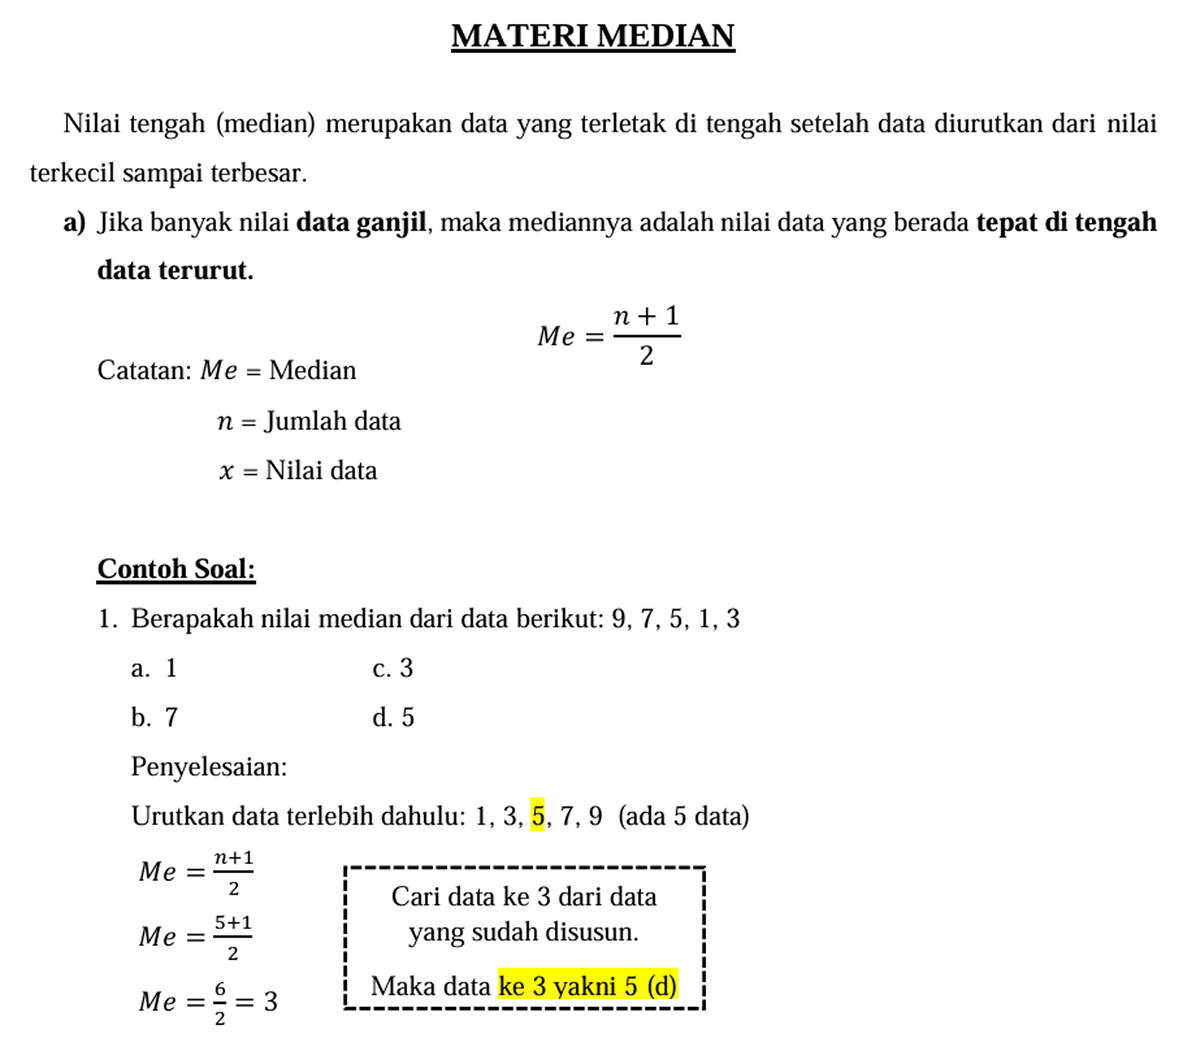 MATERI MEDIAN
Nilai tengah (median) merupakan data yang terletak di tengah setelah data diurutkan dari nilai
terkecil sampai terbesar.
a) Jika banyak nilai data ganjil, maka mediannya adalah nilai data yang berada tepat di tengah
data terurut.
Me = (n + 1)/2
Catatan: Me = Median
n = Jumlah data
x = Nilai data
Contoh Soal:
1. Berapakah nilai median dari data berikut: 9, 7, 5, 1, 3
a. 1 c. 3
b. 7 d. 5
Penyelesaian:
Urutkan data terlebih dahulu: 1, 3, 5, 7, 9 (ada 5 data)
Me = (n+1)/2
Me = (5+1)/2
Me = 6/2 = 3
Cari data ke 3 dari data
yang sudah disusun.
Maka data ke 3 yakni 5 (d)